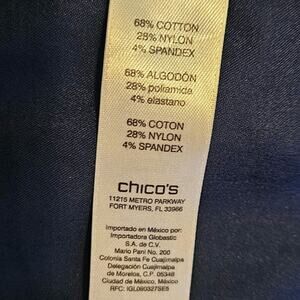 68% COTTON
28% NYLON
4% SPANDEX
68% ALGODÓN
28% poliamida
4% elastano
68% COTON
28% NYLON
4% SPANDEX
chico's
11215 METRO PARKWAY
FORT MYERS, FL 33966
Importado en México por:
Importadora Globastic
S.A. de C.V.
Mario Pani No. 200
Colonia Santa Fe Cuajimalpa
Delegación Cuajimalpa
de Morelos, C.P. 05348
Ciudad de México, México
RFC: IGL080327SE5